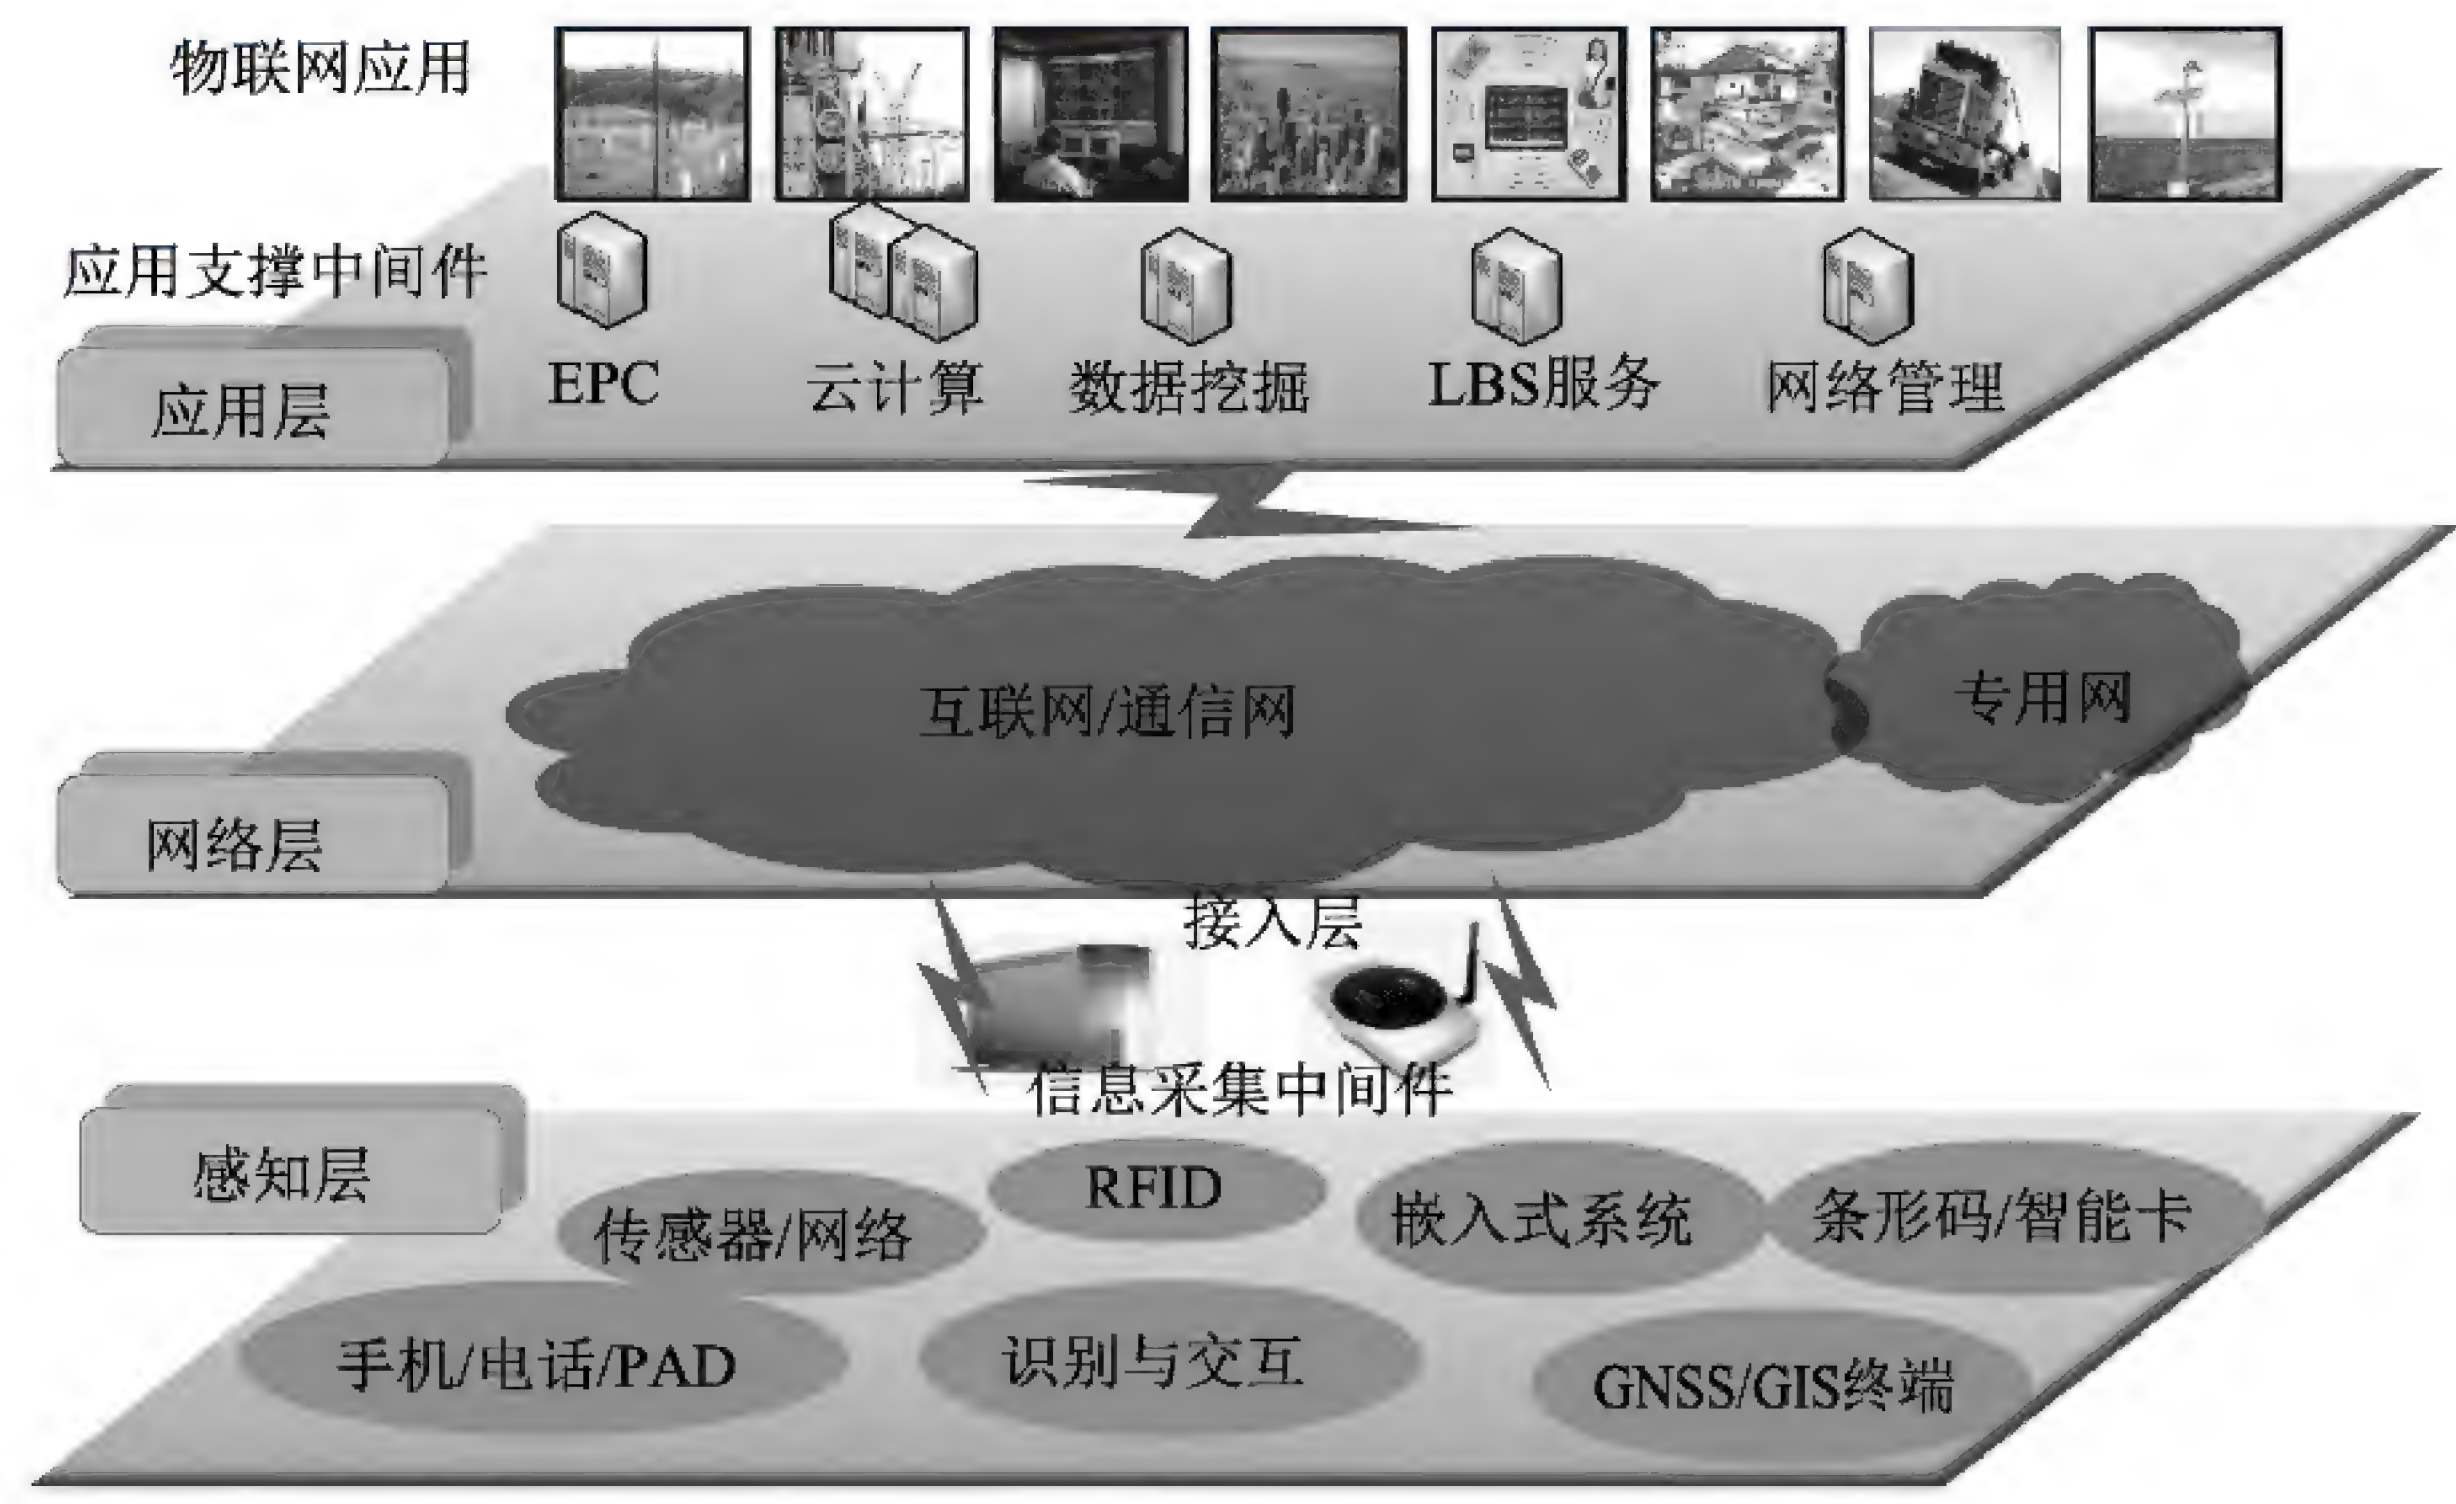 物联网应用
应用支撑中间件
应用层
EPC
云计算
数据挖掘
LBS服务
网络管理
互联网/通信网
专用网
网络层
接入层
信息采集中间件
感知层
传感器/网络
RFID
嵌入式系统
条形码/智能卡
手机/电话/PAD
识别与交互
GNSS/GIS终端